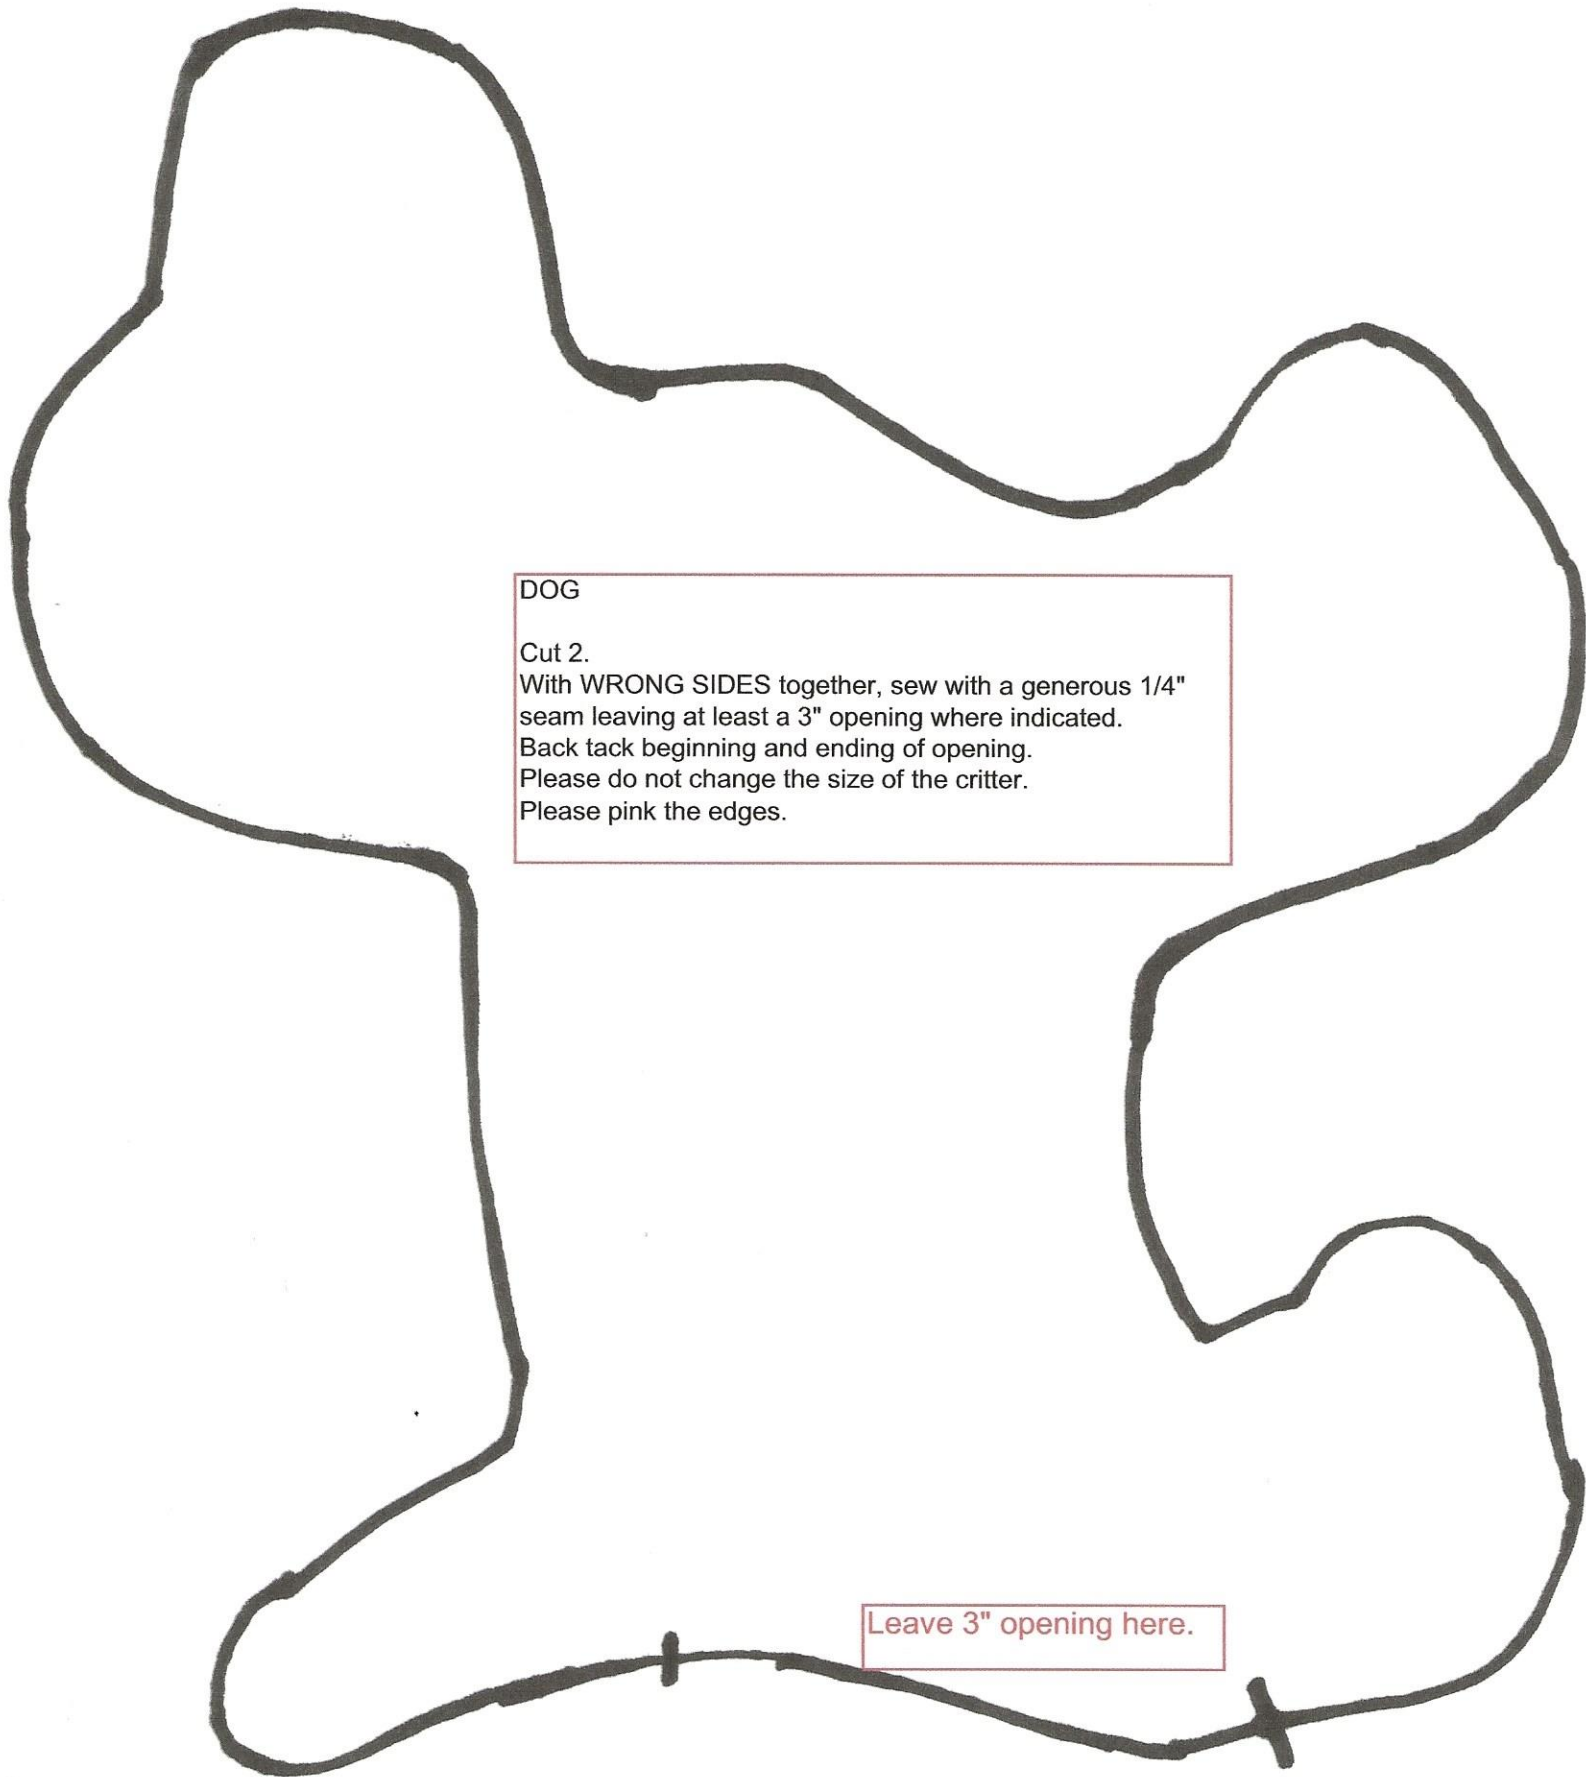 DOG
Cut 2.
With WRONG SIDES together, sew with a generous 1/4"
seam leaving at least a 3" opening where indicated.
Back tack beginning and ending of opening.
Please do not change the size of the critter.
Please pink the edges.
Leave 3" opening here.